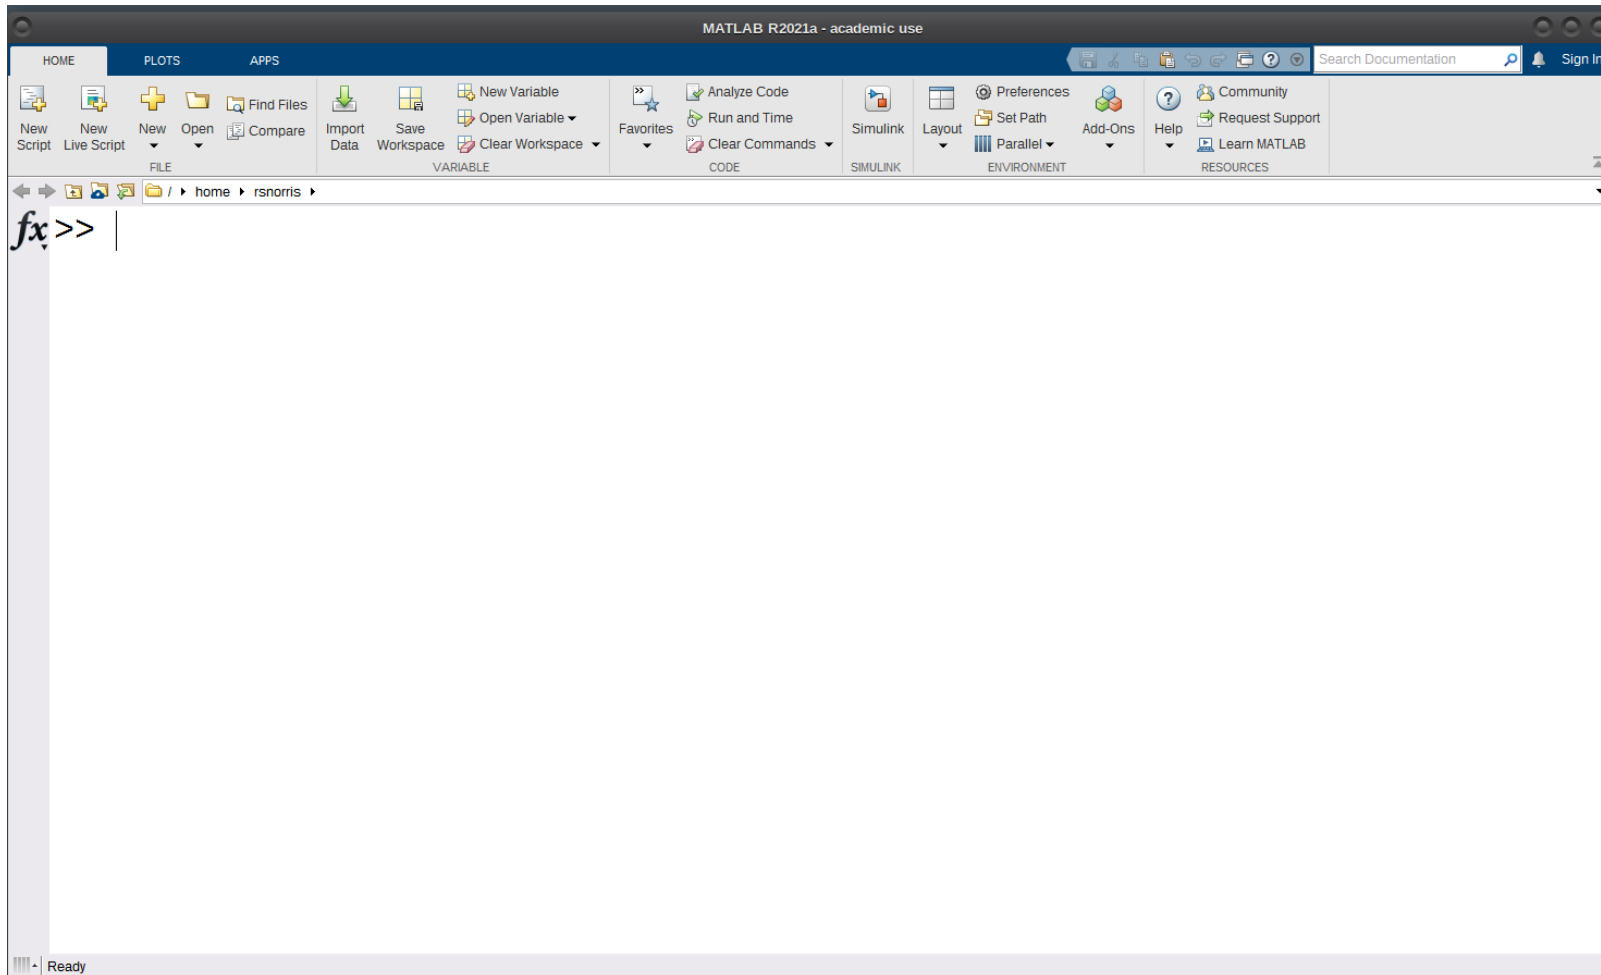 MATLAB R2021a - academic use
HOME PLOTS APPS
Search Documentation
Sign In
New Script
New Live Script
New
Open
Find Files
Compare
FILE
Import Data
Save Workspace
New Variable
Open Variable
Clear Workspace
VARIABLE
Favorites
Analyze Code
Run and Time
Clear Commands
CODE
Simulink
SIMULINK
Layout
Preferences
Set Path
Parallel
Add-Ons
ENVIRONMENT
Help
Community
Request Support
Learn MATLAB
RESOURCES
/ home rsnorris
fx >>
Ready